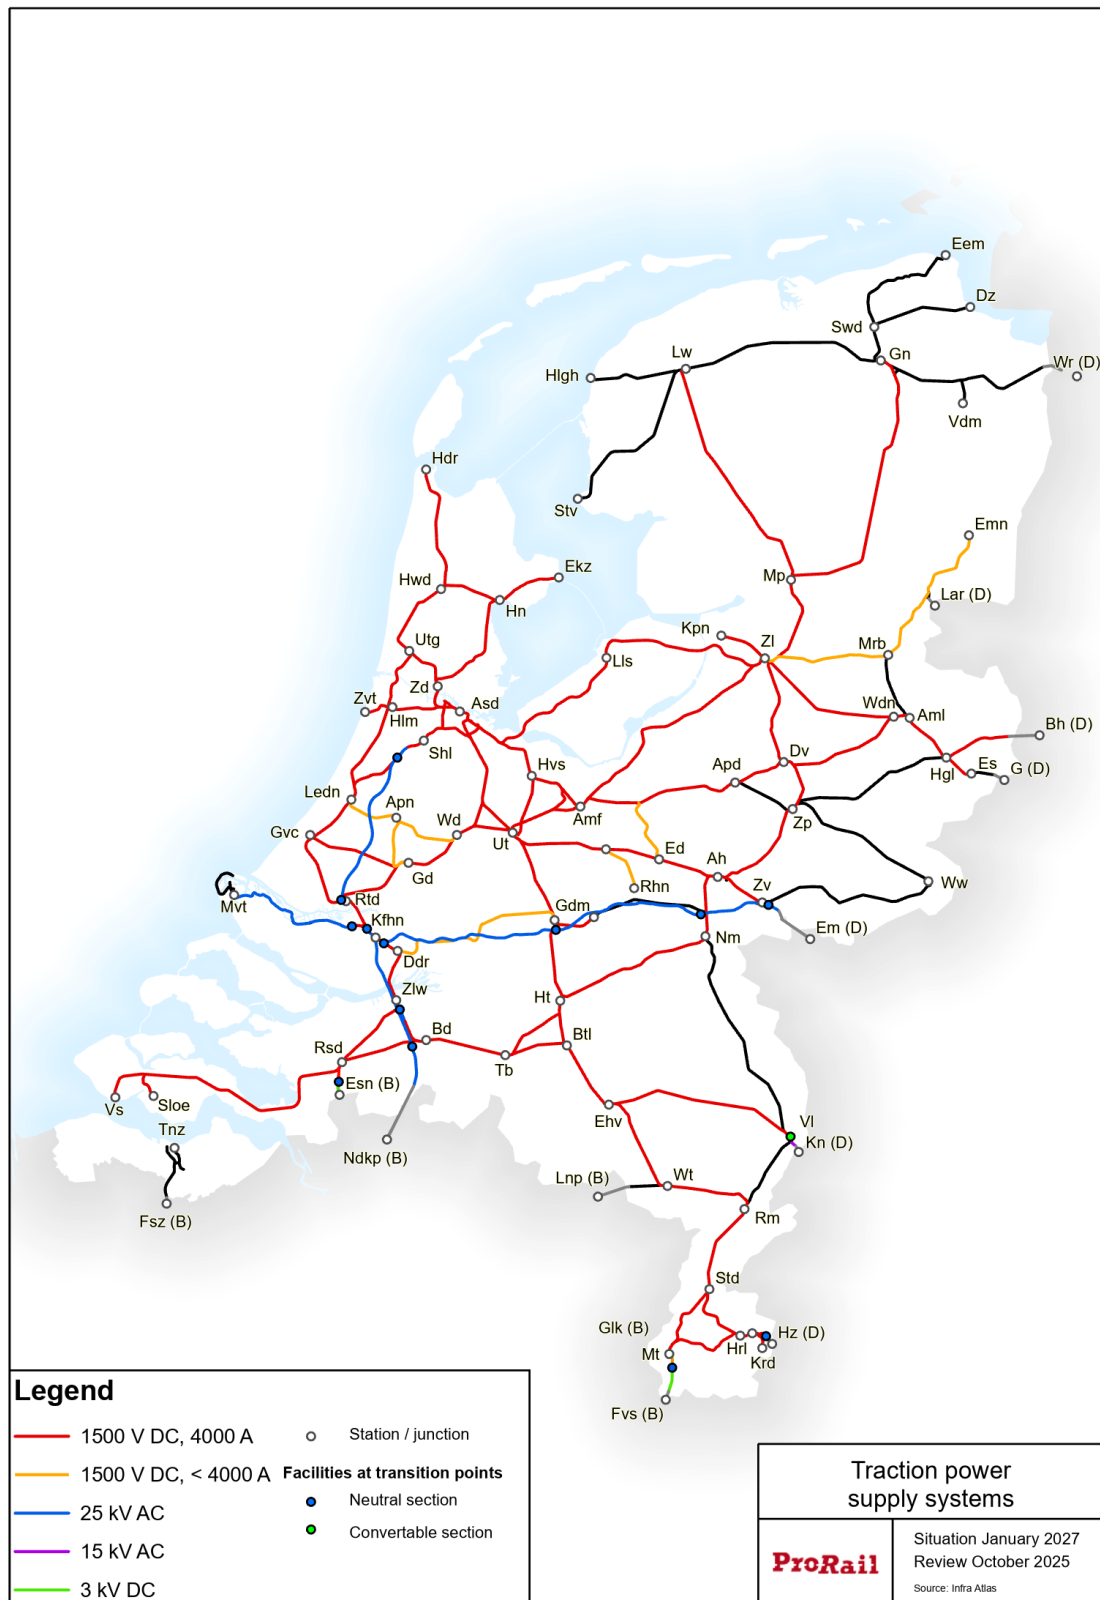 Eem
Dz
Swd
Gn
Lw
Wr (D)
Hlgh
Vdm
Hdr
Stv
Emn
Ekz
Mp
Hwd
Lar (D)
Hn
Kpn
Zl
Mrb
Utg
Lls
Zd
Zvt
Asd
Wdn
Aml
Hlm
Bh (D)
Shl
Dv
Hvs
Apd
Es
G (D)
Hgl
Ledn
Apn
Amf
Zp
Gvc
Wd
Ut
Ed
Ah
Gd
Rhn
Zv
Ww
Mvt
Rtd
Gdm
Kfhn
Em (D)
Nm
Ddr
Zlw
Ht
Bd
Btl
Rsd
Tb
Esn (B)
Vs
Sloe
Ehv
Tnz
Vl
Kn (D)
Ndkp (B)
Lnp (B)
Wt
Fsz (B)
Rm
Std
Glk (B)
Hz (D)
Mt
Hrl
Krd
Fvs (B)
Legend
1500 V DC, 4000 A
Station / junction
1500 V DC, < 4000 A
Facilities at transition points
25 kV AC
Neutral section
Convertable section
15 kV AC
3 kV DC
Traction power
supply systems
ProRail
Situation January 2027
Review October 2025
Source: Infra Atlas